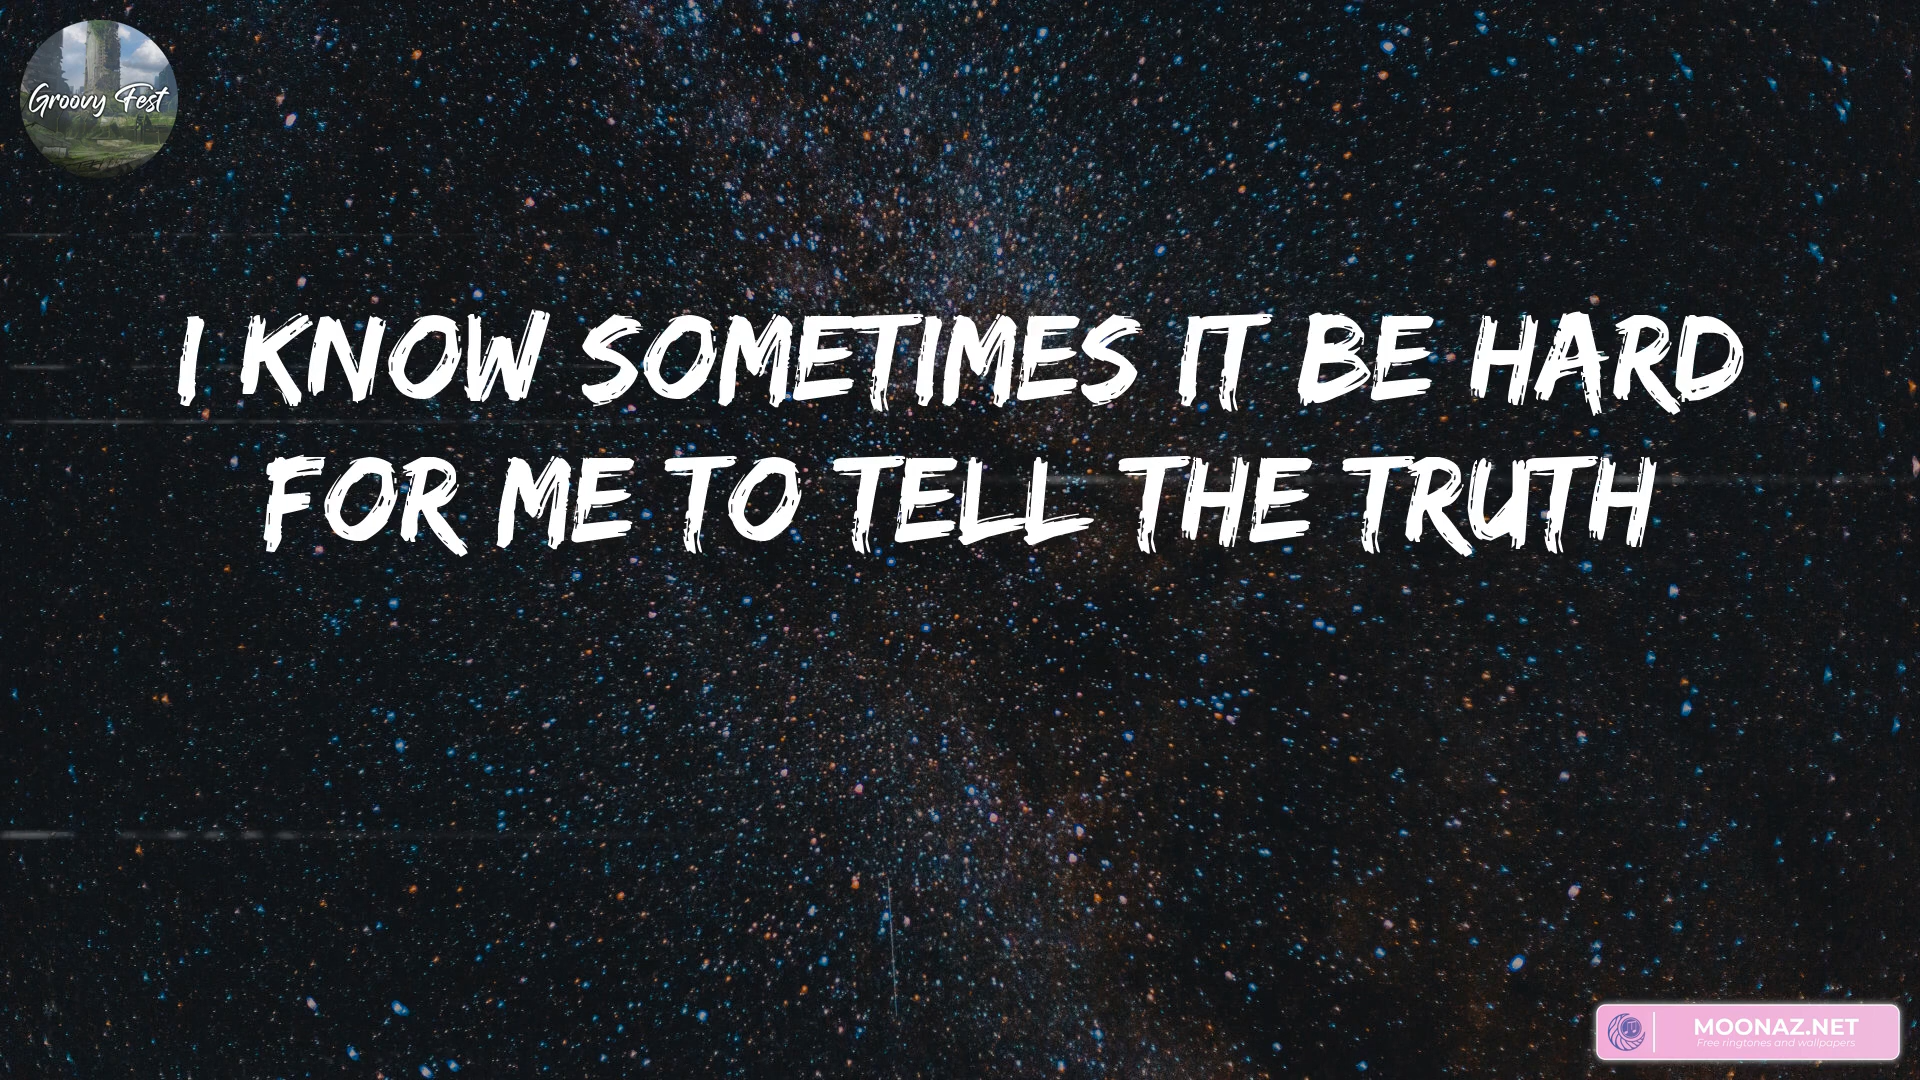 Groovy Fest
I KNOW SOMETIMES IT BE HARD
FOR ME TO TELL THE TRUTH
MOONAZ.NET
Free ringtones and wallpapers